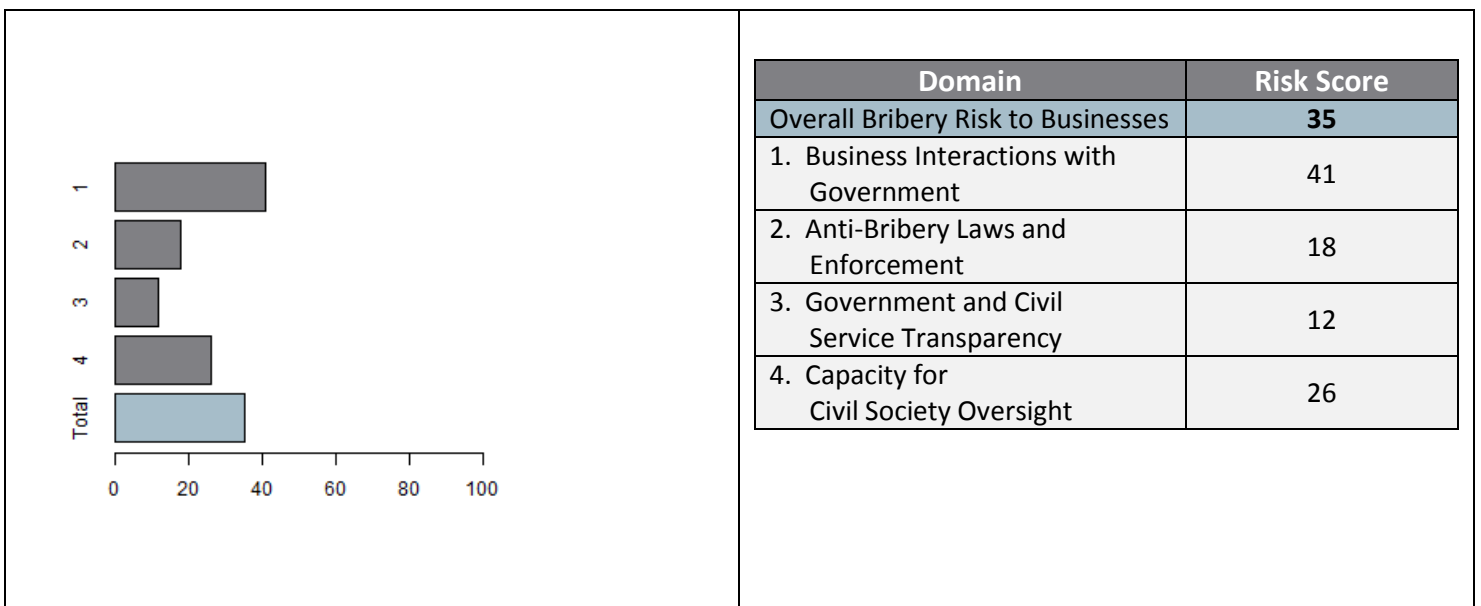 1
2
3
4
Total
0 20 40 60 80 100
Domain Risk Score
Overall Bribery Risk to Businesses 35
1. Business Interactions with
Government
41
2. Anti-Bribery Laws and
Enforcement
18
3. Government and Civil
Service Transparency
12
4. Capacity for
Civil Society Oversight
26